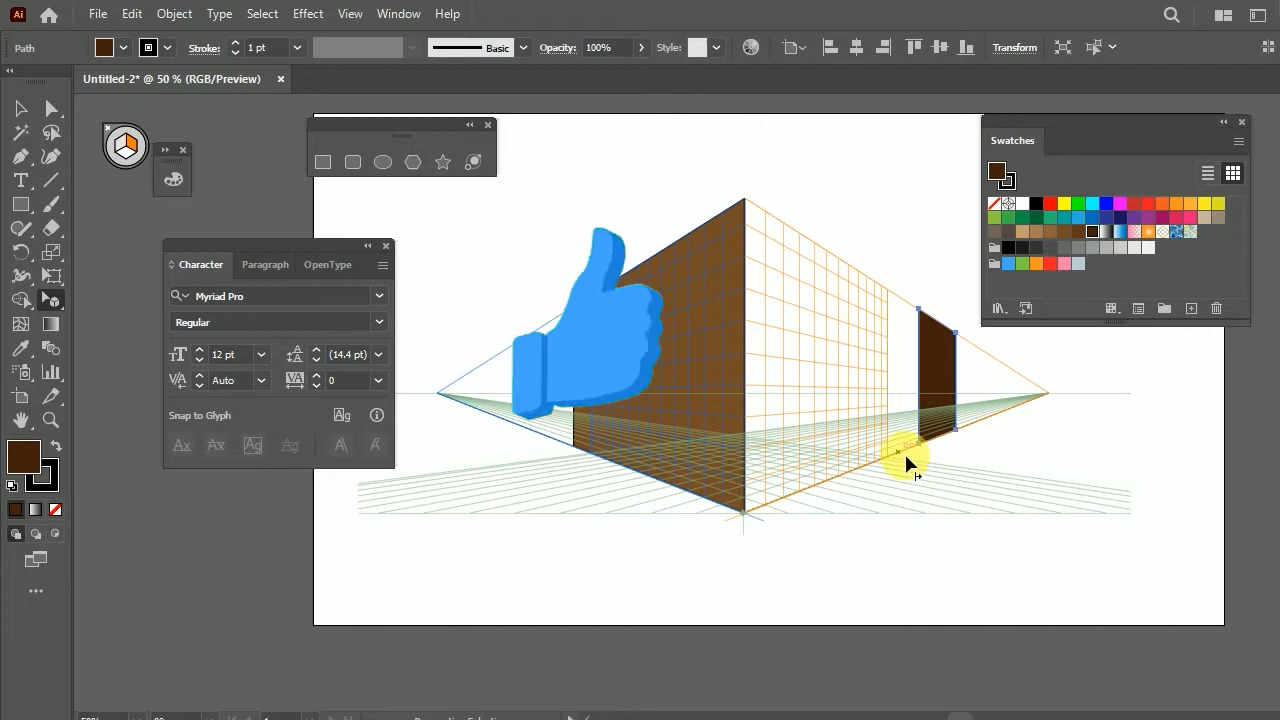 Ai File Edit Object Type Select Effect View Window Help
Path Stroke: 1 pt Basic Opacity: 100% Style: Transform
Untitled-2* @ 50 % (RGB/Preview)
Swatches
Character Paragraph OpenType
Myriad Pro
Regular
12 pt (14.4 pt)
Auto 0
Snap to Glyph